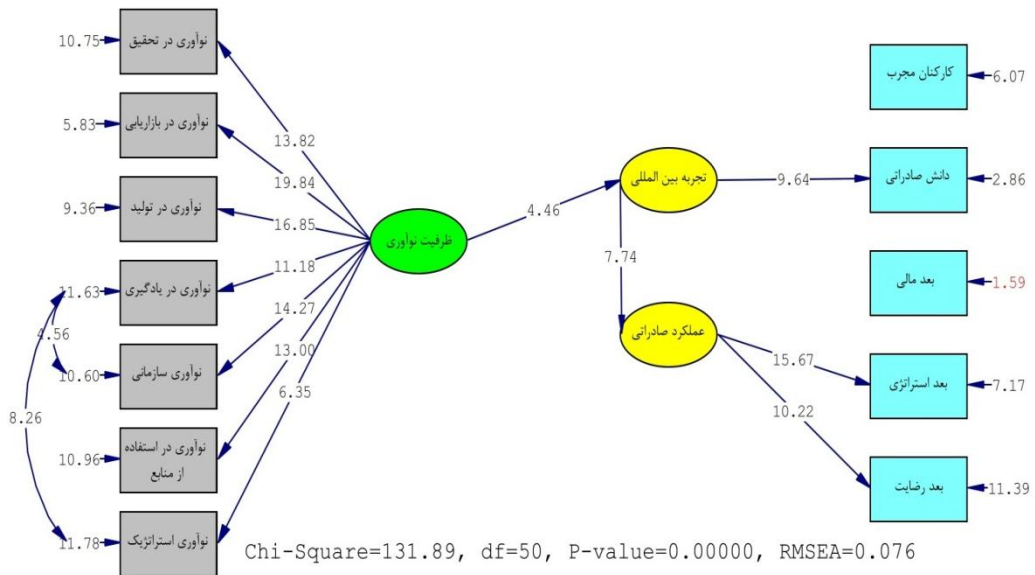 10.75
نوآوری در تحقیق
5.83
نوآوری در بازاریابی
9.36
نوآوری در تولید
11.63
نوآوری در یادگیری
10.60
نوآوری سازمانی
10.96
نوآوری در استفاده
از منابع
11.78
نوآوری استراتژیک
4.56
8.26
13.82
19.84
16.85
11.18
14.27
13.00
6.35
ظرفیت نوآوری
4.46
تجربه بین المللی
7.74
عملکرد صادراتی
9.64
15.67
10.22
کارکنان مجرب
6.07
دانش صادراتی
2.86
بعد مالی
1.59
بعد استراتژی
7.17
بعد رضایت
11.39
Chi-Square=131.89, df=50, P-value=0.00000, RMSEA=0.076